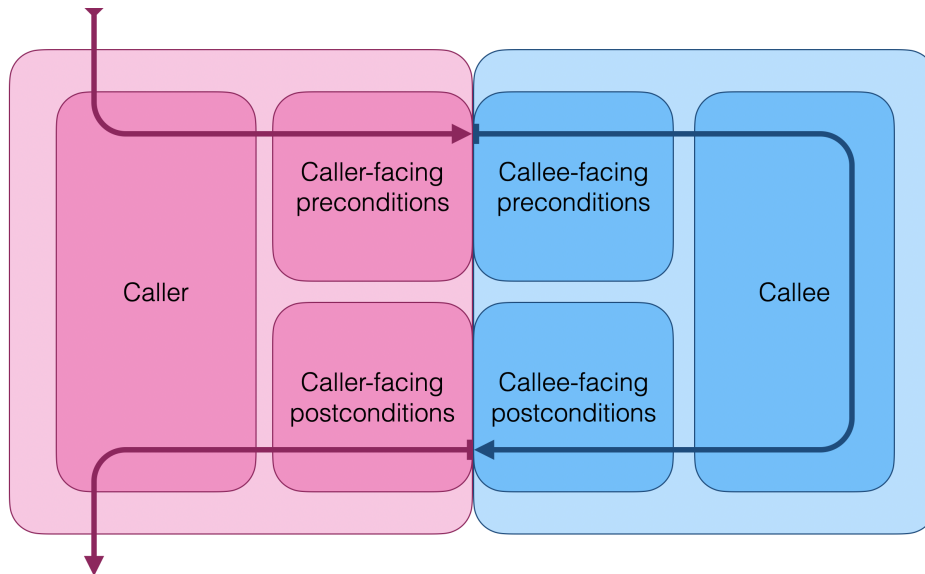 Caller-facing
preconditions
Callee-facing
preconditions
Caller
Callee
Caller-facing
postconditions
Callee-facing
postconditions